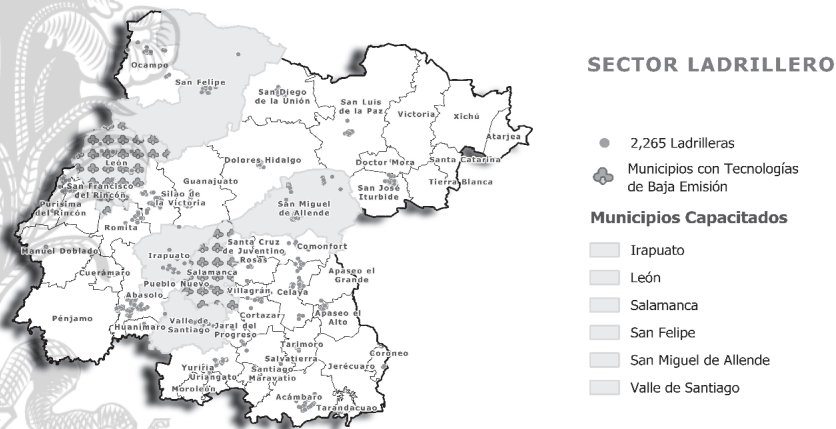 SECTOR LADRILLERO
2,265 Ladrilleras
Municipios con Tecnologías
de Baja Emisión
Municipios Capacitados
Irapuato
León
Salamanca
San Felipe
San Miguel de Allende
Valle de Santiago
Ocampo
San Felipe
San Diego
de la Unión
San Luis
de la Paz
Victoria
Xichú
Atarjea
León
Dolores Hidalgo
Doctor Mora
Santa Catarina
Tierra Blanca
Guanajuato
San Francisco
del Rincón
Silao de
la Victoria
San José
Iturbide
Purísima
del Rincón
San Miguel
de Allende
Romita
Manuel Doblado
Irapuato
Santa Cruz
de Juventino
Rosas
Comonfort
Cuerámaro
Salamanca
Apaseo el
Grande
Pueblo Nuevo
Villagrán
Celaya
Abasolo
Pénjamo
Huanímaro
Valle de
Santiago
Cortazar
Jaral del
Progreso
Apaseo el
Alto
Tarimoro
Coroneo
Salvatierra
Yuriria
Santiago
Maravatío
Jerécuaro
Uriangato
Moroleón
Acámbaro
Tarandacuao